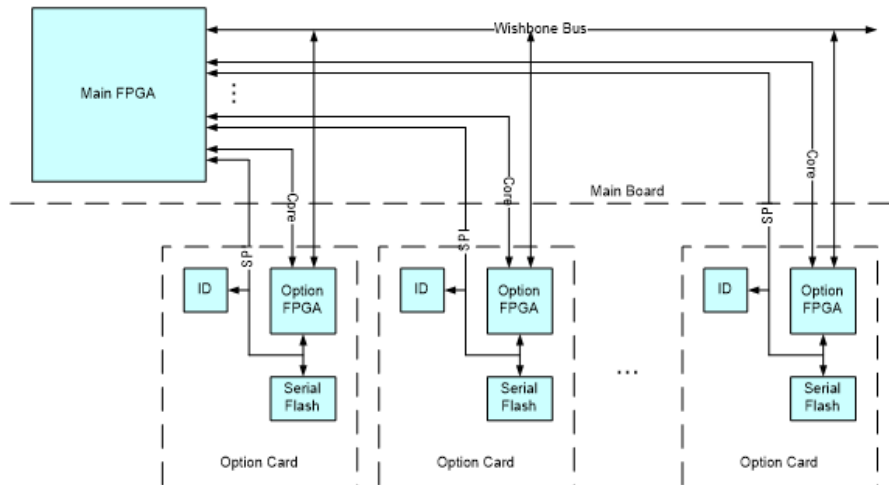 Wishbone Bus
Main FPGA
⋮
Core
Core
Core
Main Board
SPI
SPI
SPI
ID
Option
FPGA
ID
Option
FPGA
ID
Option
FPGA
...
Serial
Flash
Serial
Flash
Serial
Flash
Option Card
Option Card
Option Card